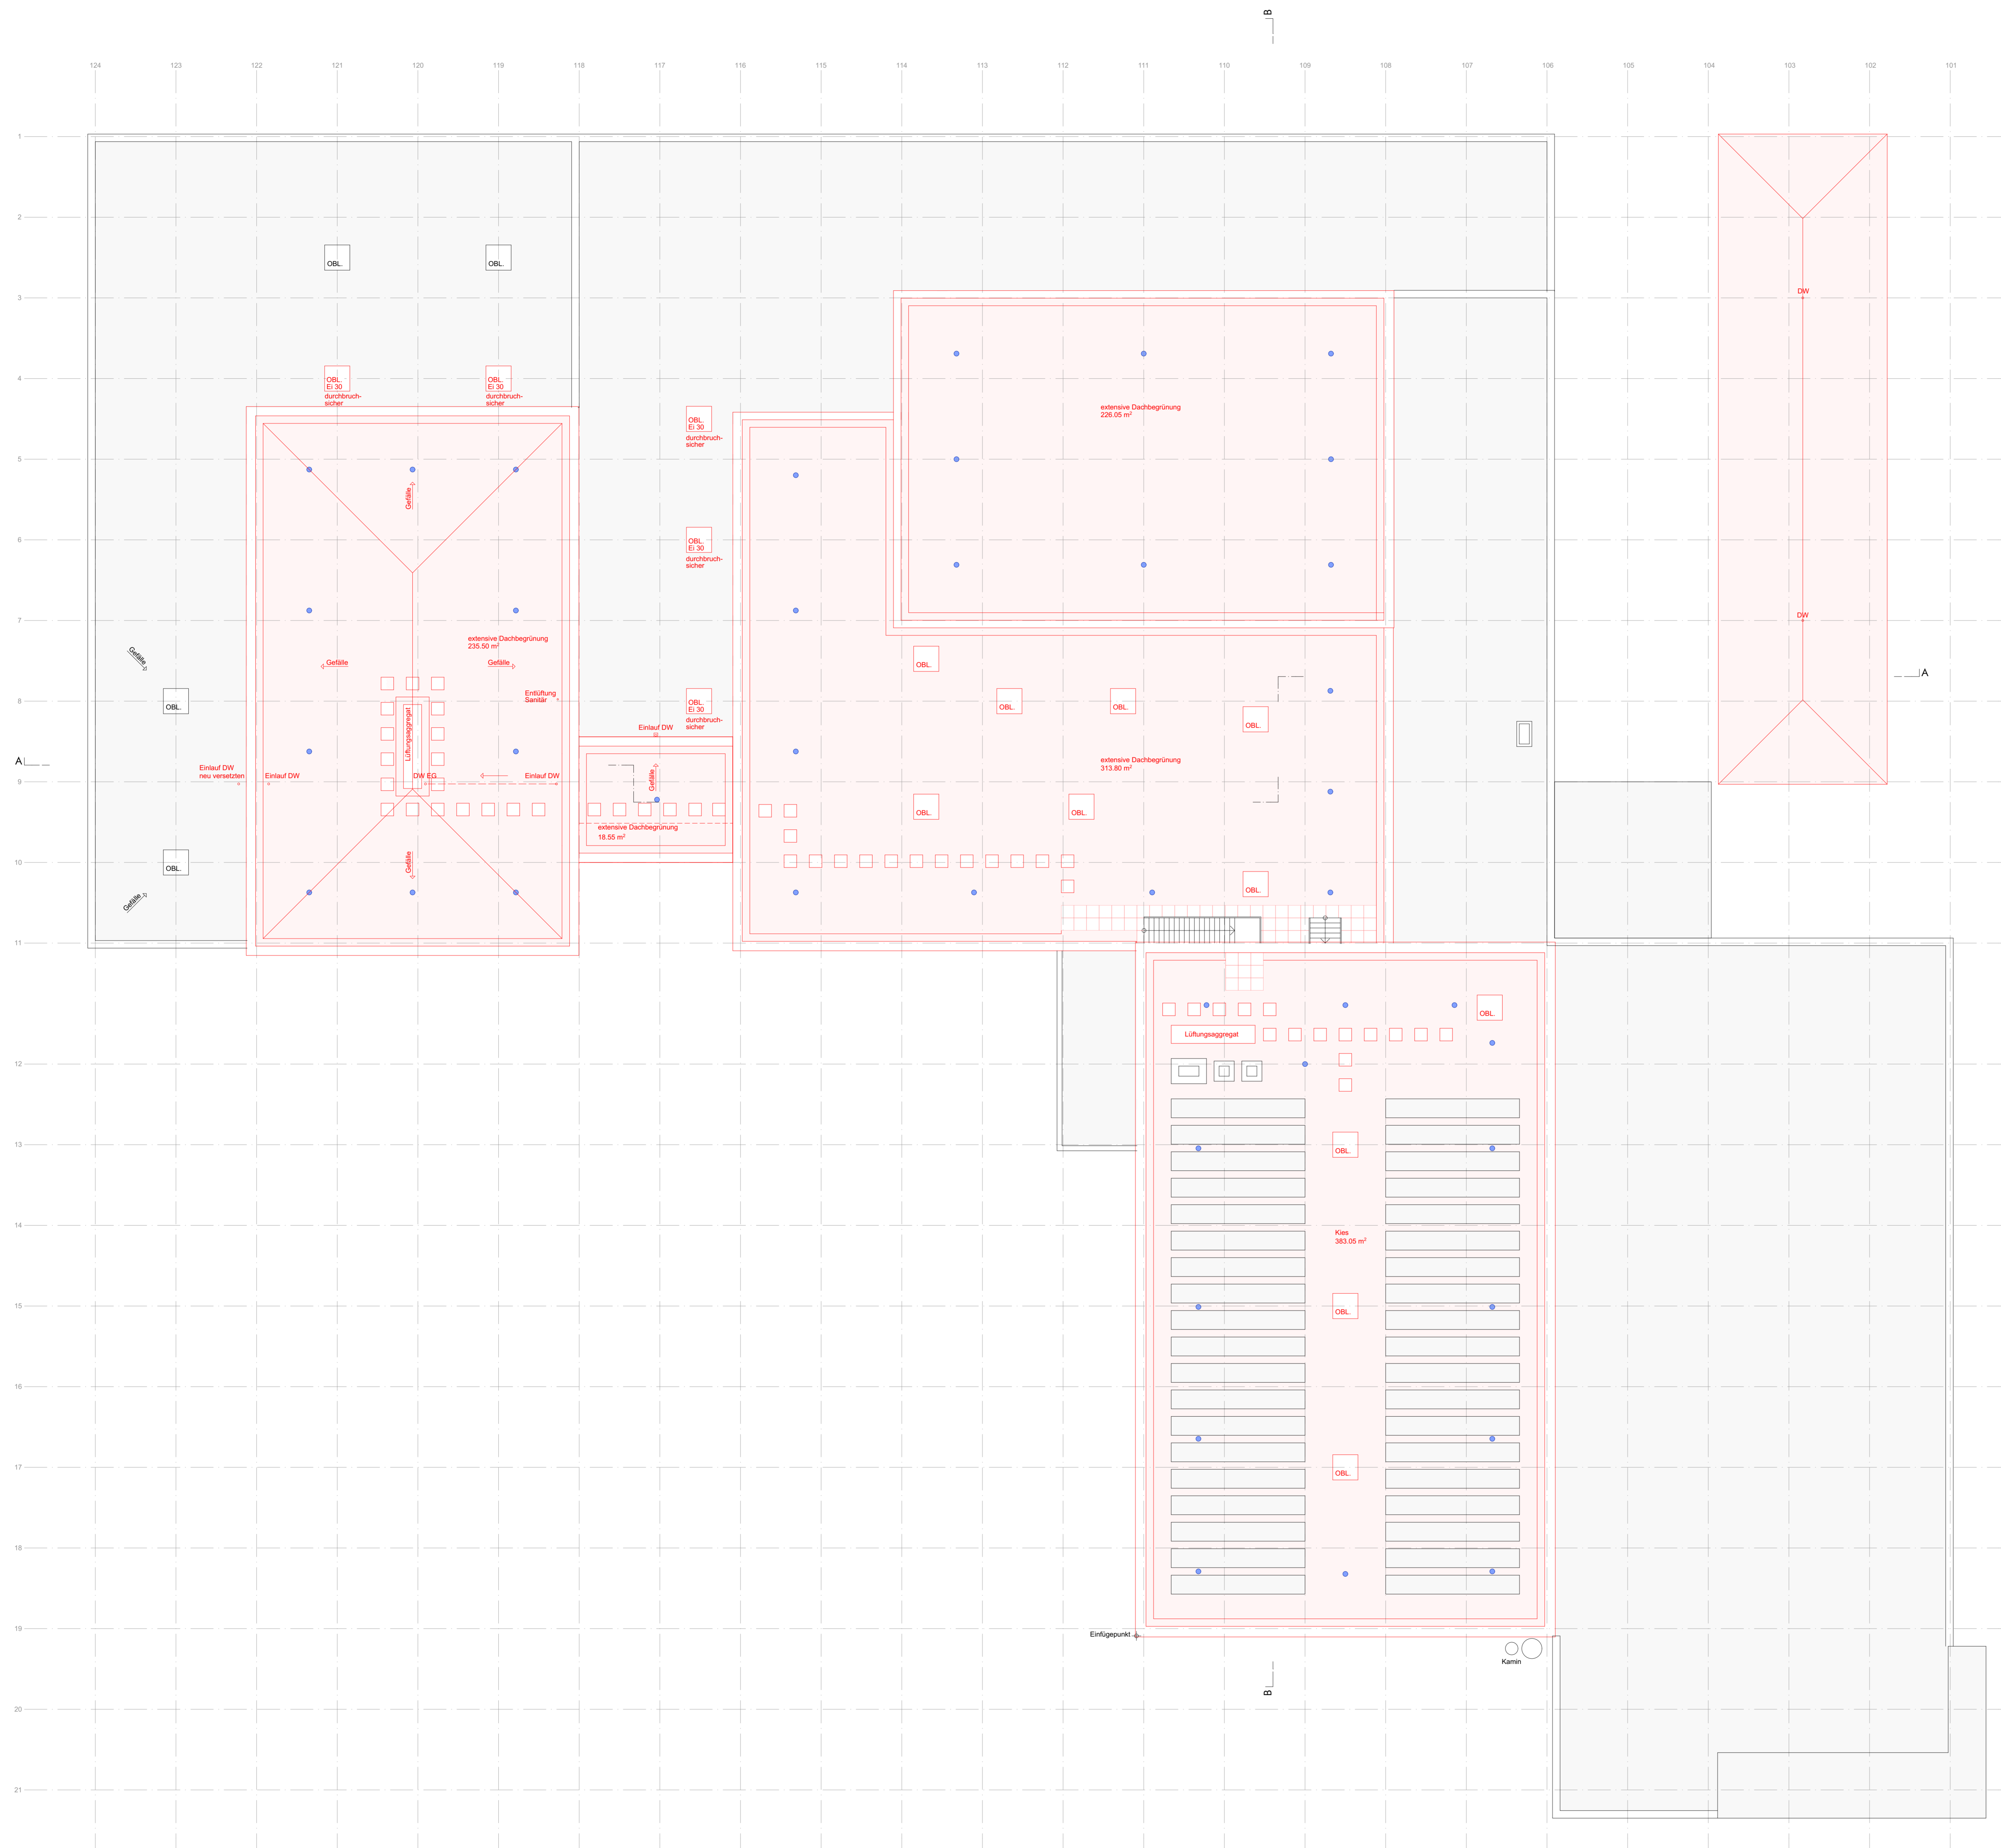 B
124 123 122 121 120 119 118 117 116 115 114 113 112 111 110 109 108 107 106 105 104 103 102 101
1
2
OBL. OBL.
3
DW
4
OBL. OBL.
Ei 30 Ei 30
durchbruch- durchbruch-
sicher sicher
extensive Dachbegrünung
226.05 m²
OBL.
Ei 30
durchbruch-
sicher
5
Gefälle
6
OBL.
Ei 30
durchbruch-
sicher
7
DW
extensive Dachbegrünung
235.50 m²
Gefälle
Gefälle Gefälle
OBL.
A
Entlüftung
Sanitär
8
OBL.
OBL.
Ei 30
durchbruch-
sicher
OBL. OBL.
OBL.
Lüftungsaggregat
Einlauf DW
A
extensive Dachbegrünung
313.80 m²
Einlauf DW
neu versetzten
Einlauf DW
DW EG
Einlauf DW
Gefälle
9
OBL. OBL.
extensive Dachbegrünung
18.55 m²
10
OBL.
Gefälle
OBL.
Gefälle
11
OBL.
Lüftungsaggregat
12
13
OBL.
14
Kies
383.05 m²
15
OBL.
16
17
OBL.
18
19
Einfügepunkt
Kamin
B
20
21